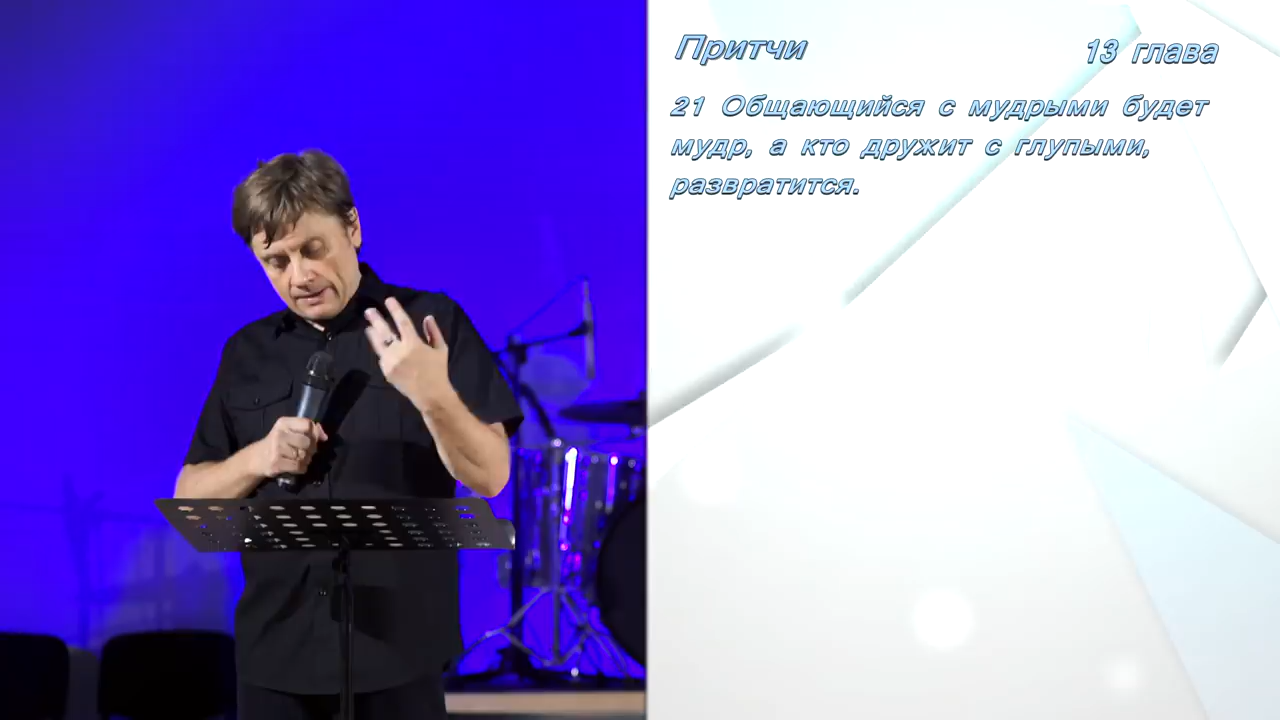 Притчи 13 глава
21 Общающийся с мудрыми будет
мудр, а кто дружит с глупыми,
развратится.